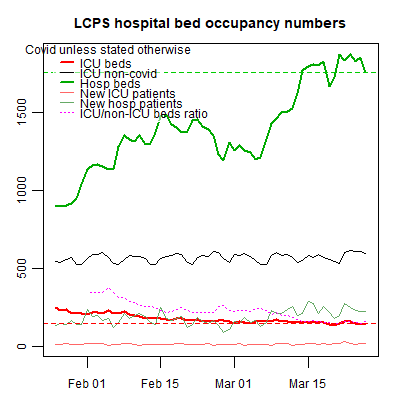 LCPS hospital bed occupancy numbers
Covid unless stated otherwise
ICU beds
ICU non-covid
Hosp beds
New ICU patients
New hosp patients
ICU/non-ICU beds ratio
1500
1000
500
0
Feb 01
Feb 15
Mar 01
Mar 15